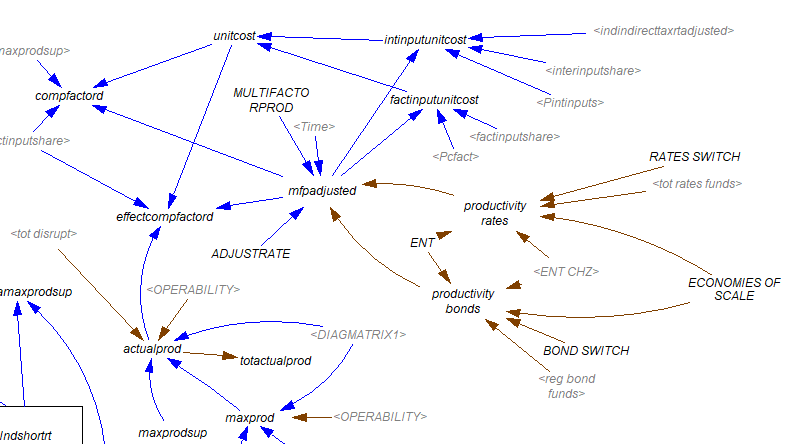 unitcost
<indindirecttaxrtadjusted>
intinputunitcost
maxprodsup>
<interinputshare>
compfactord
MULTIFACTO
RPROD
factinputunitcost
<Pintinputs>
<Time>
ctinputshare>
<factinputshare>
<Pcfact>
RATES SWITCH
mfpadjusted
<tot rates funds>
productivity
rates
effectcompfactord
<tot disrupt>
ENT
ADJUSTRATE
<ENT CHZ>
<OPERABILITY>
amaxprodsup
productivity
bonds
ECONOMIES OF
SCALE
<DIAGMATRIX1>
actualprod
totactualprod
BOND SWITCH
<reg bond
funds>
maxprod
<OPERABILITY>
maxprodsup
Indshortrt